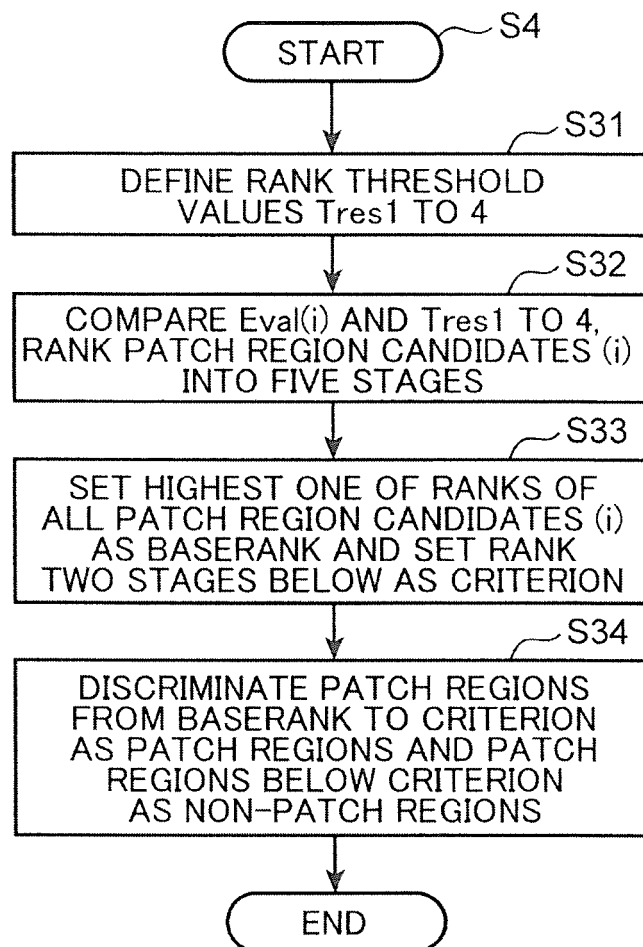 S4
START
S31
DEFINE RANK THRESHOLD
VALUES Tres1 TO 4
S32
COMPARE Eval(i) AND Tres1 TO 4,
RANK PATCH REGION CANDIDATES (i)
INTO FIVE STAGES
S33
SET HIGHEST ONE OF RANKS OF
ALL PATCH REGION CANDIDATES (i)
AS BASERANK AND SET RANK
TWO STAGES BELOW AS CRITERION
S34
DISCRIMINATE PATCH REGIONS
FROM BASERANK TO CRITERION
AS PATCH REGIONS AND PATCH
REGIONS BELOW CRITERION
AS NON-PATCH REGIONS
END